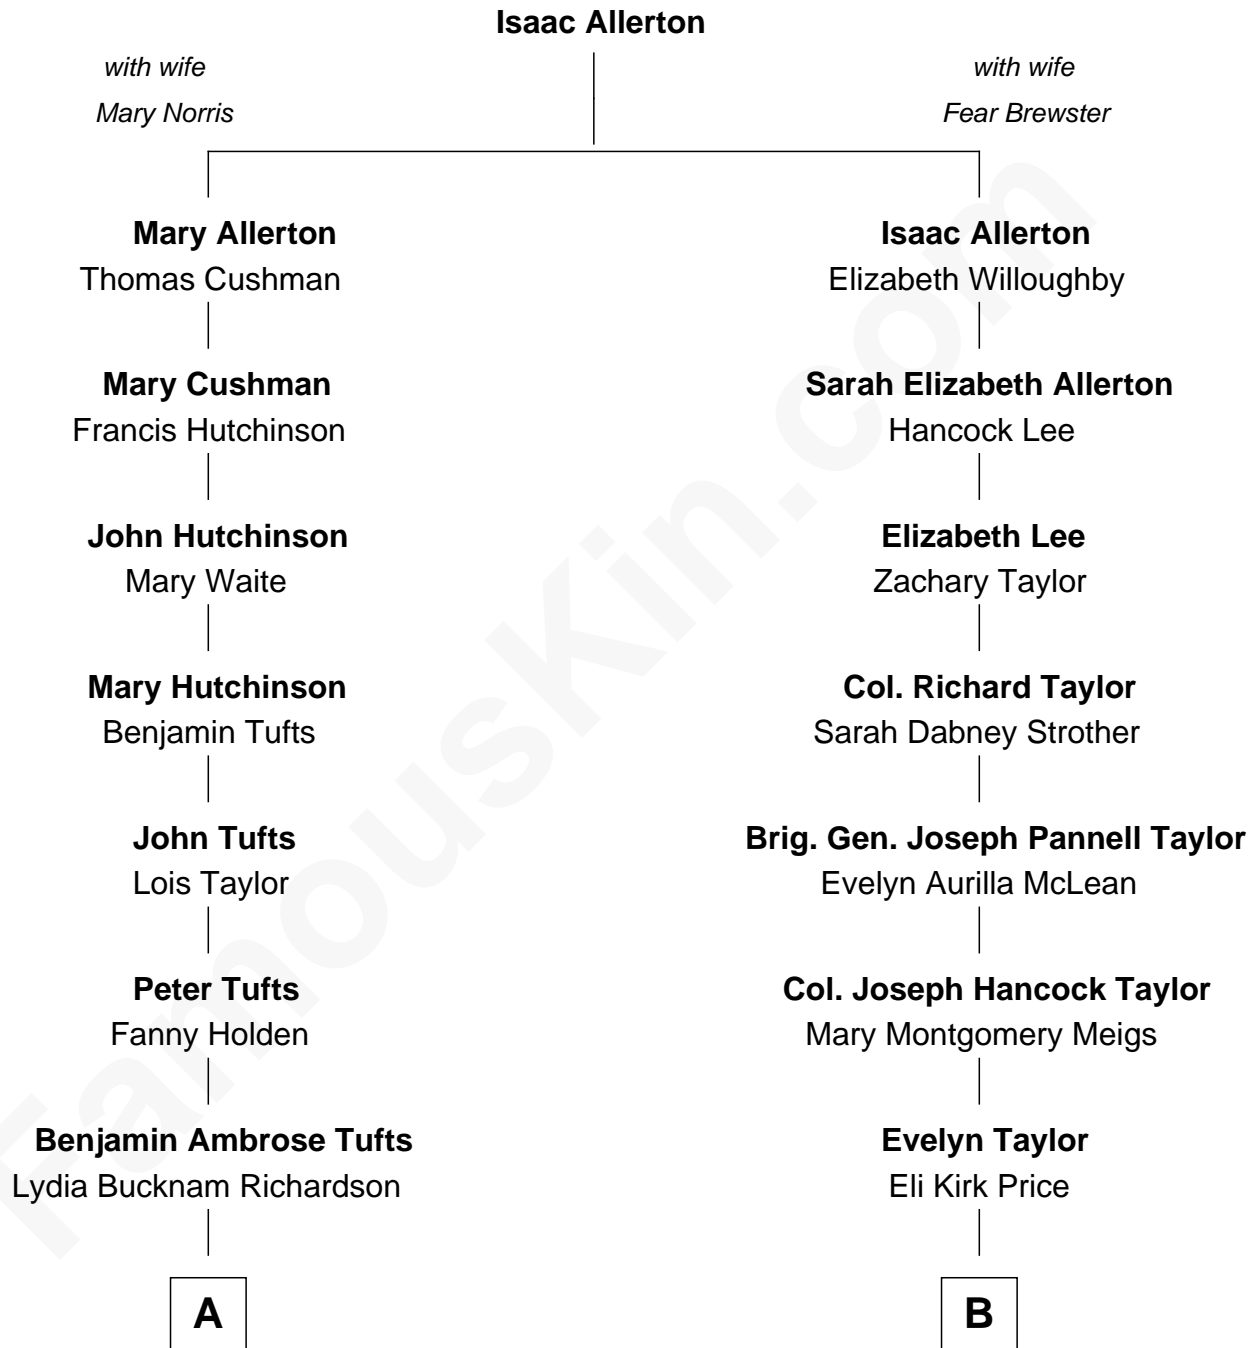 Isaac Allerton
with wife
Mary Norris
with wife
Fear Brewster
Mary Allerton
Thomas Cushman
Isaac Allerton
Elizabeth Willoughby
Mary Cushman
Francis Hutchinson
Sarah Elizabeth Allerton
Hancock Lee
John Hutchinson
Mary Waite
Elizabeth Lee
Zachary Taylor
Mary Hutchinson
Benjamin Tufts
Col. Richard Taylor
Sarah Dabney Strother
John Tufts
Lois Taylor
Brig. Gen. Joseph Pannell Taylor
Evelyn Aurilla McLean
Peter Tufts
Fanny Holden
Col. Joseph Hancock Taylor
Mary Montgomery Meigs
Benjamin Ambrose Tufts
Lydia Bucknam Richardson
Evelyn Taylor
Eli Kirk Price
A
B
FamousKin.com